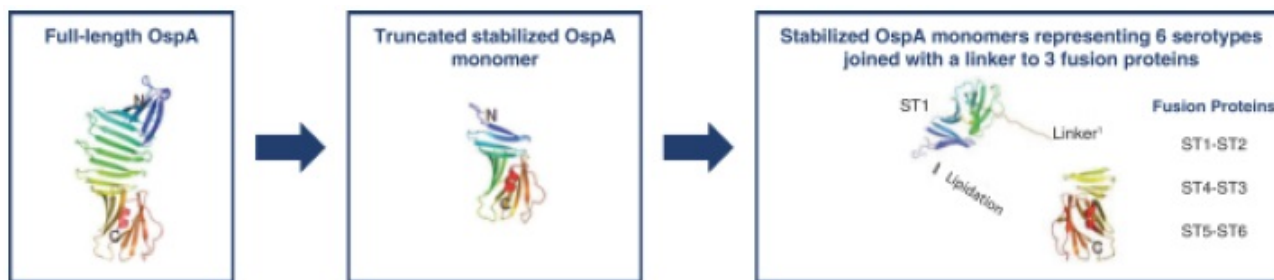 Full-length OspA
N
C
Truncated stabilized OspA
monomer
N
C
Stabilized OspA monomers representing 6 serotypes
joined with a linker to 3 fusion proteins
ST1
Linker¹
Lipidation
C
Fusion Proteins
ST1-ST2
ST4-ST3
ST5-ST6